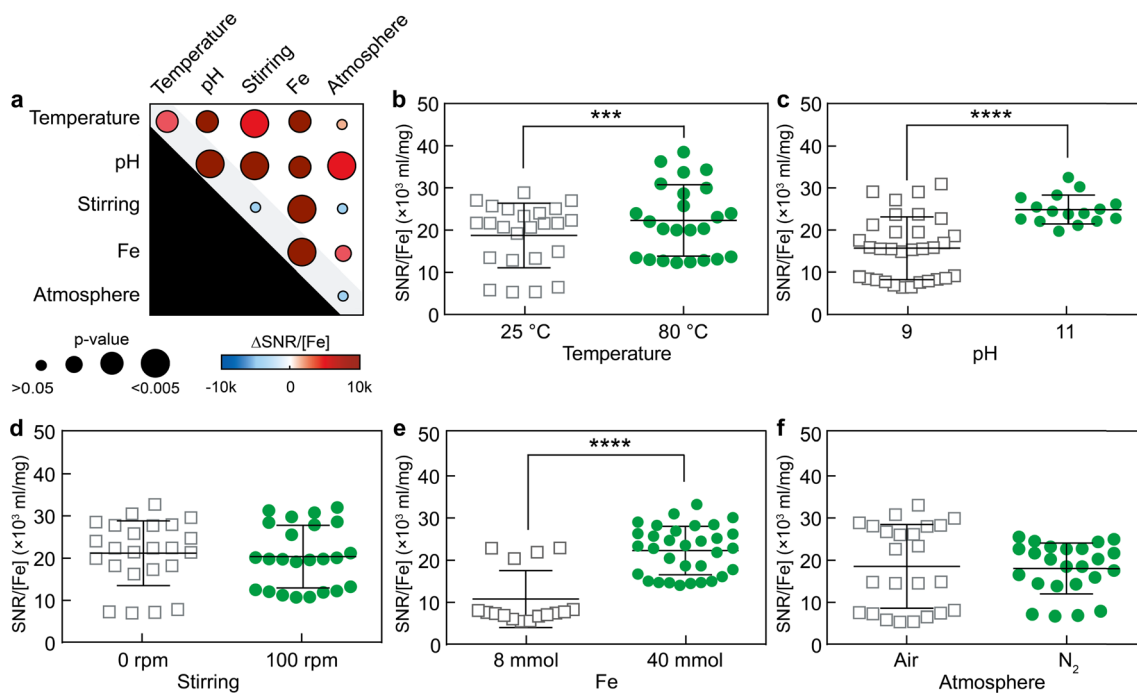 a
Temperature
pH
Stirring
Fe
Atmosphere
Temperature
pH
Stirring
Fe
Atmosphere
p-value
>0.05
<0.005
ΔSNR/[Fe]
-10k 0 10k
b
SNR/[Fe] (×10³ ml/mg)
50
40
30
20
10
0
***
25 °C 80 °C
Temperature
c
SNR/[Fe] (×10³ ml/mg)
50
40
30
20
10
0
****
9 11
pH
d
SNR/[Fe] (×10³ ml/mg)
50
40
30
20
10
0
0 rpm 100 rpm
Stirring
e
SNR/[Fe] (×10³ ml/mg)
50
40
30
20
10
0
****
8 mmol 40 mmol
Fe
f
SNR/[Fe] (×10³ ml/mg)
50
40
30
20
10
0
Air N₂
Atmosphere